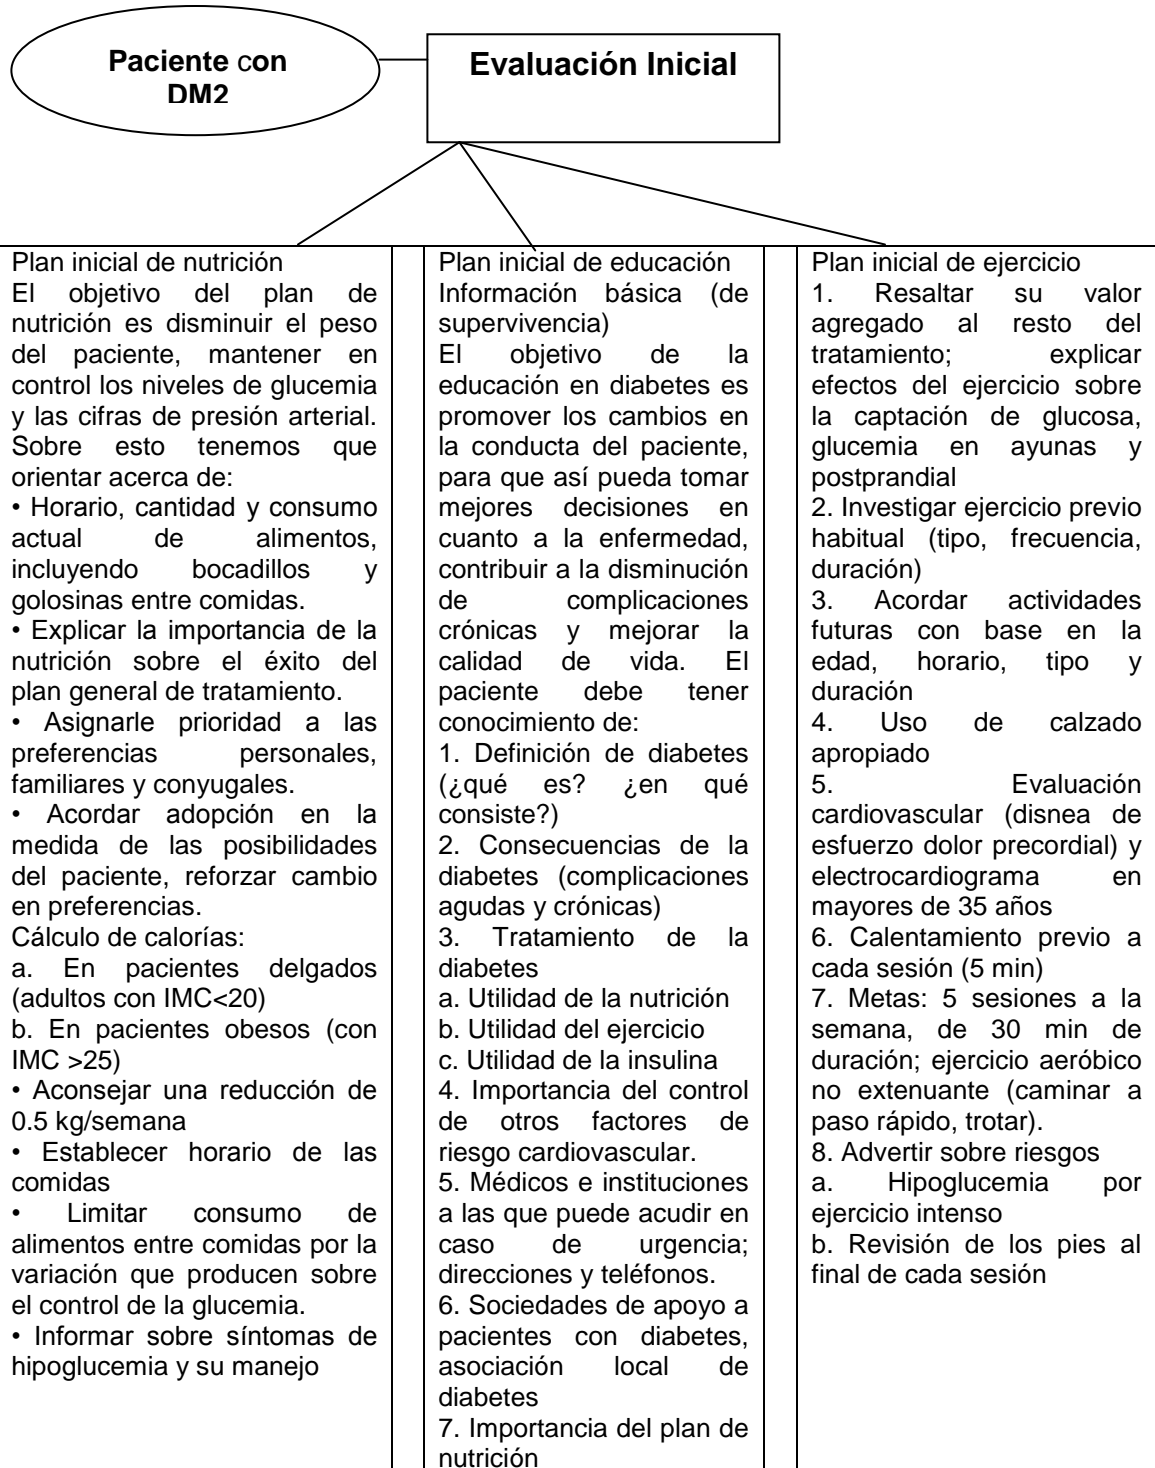 Paciente con
DM2
Evaluación Inicial
Plan inicial de nutrición
El objetivo del plan de
nutrición es disminuir el peso
del paciente, mantener en
control los niveles de glucemia
y las cifras de presión arterial.
Sobre esto tenemos que
orientar acerca de:
• Horario, cantidad y consumo
actual de alimentos,
incluyendo bocadillos y
golosinas entre comidas.
• Explicar la importancia de la
nutrición sobre el éxito del
plan general de tratamiento.
• Asignarle prioridad a las
preferencias personales,
familiares y conyugales.
• Acordar adopción en la
medida de las posibilidades
del paciente, reforzar cambio
en preferencias.
Cálculo de calorías:
a. En pacientes delgados
(adultos con IMC<20)
b. En pacientes obesos (con
IMC >25)
• Aconsejar una reducción de
0.5 kg/semana
• Establecer horario de las
comidas
• Limitar consumo de
alimentos entre comidas por la
variación que producen sobre
el control de la glucemia.
• Informar sobre síntomas de
hipoglucemia y su manejo
Plan inicial de educación
Información básica (de
supervivencia)
El objetivo de la
educación en diabetes es
promover los cambios en
la conducta del paciente,
para que así pueda tomar
mejores decisiones en
cuanto a la enfermedad,
contribuir a la disminución
de complicaciones
crónicas y mejorar la
calidad de vida. El
paciente debe tener
conocimiento de:
1. Definición de diabetes
(¿qué es? ¿en qué
consiste?)
2. Consecuencias de la
diabetes (complicaciones
agudas y crónicas)
3. Tratamiento de la
diabetes
a. Utilidad de la nutrición
b. Utilidad del ejercicio
c. Utilidad de la insulina
4. Importancia del control
de otros factores de
riesgo cardiovascular.
5. Médicos e instituciones
a las que puede acudir en
caso de urgencia;
direcciones y teléfonos.
6. Sociedades de apoyo a
pacientes con diabetes,
asociación local de
diabetes
7. Importancia del plan de
nutrición
Plan inicial de ejercicio
1. Resaltar su valor
agregado al resto del
tratamiento; explicar
efectos del ejercicio sobre
la captación de glucosa,
glucemia en ayunas y
postprandial
2. Investigar ejercicio previo
habitual (tipo, frecuencia,
duración)
3. Acordar actividades
futuras con base en la
edad, horario, tipo y
duración
4. Uso de calzado
apropiado
5. Evaluación
cardiovascular (disnea de
esfuerzo dolor precordial) y
electrocardiograma en
mayores de 35 años
6. Calentamiento previo a
cada sesión (5 min)
7. Metas: 5 sesiones a la
semana, de 30 min de
duración; ejercicio aeróbico
no extenuante (caminar a
paso rápido, trotar).
8. Advertir sobre riesgos
a. Hipoglucemia por
ejercicio intenso
b. Revisión de los pies al
final de cada sesión